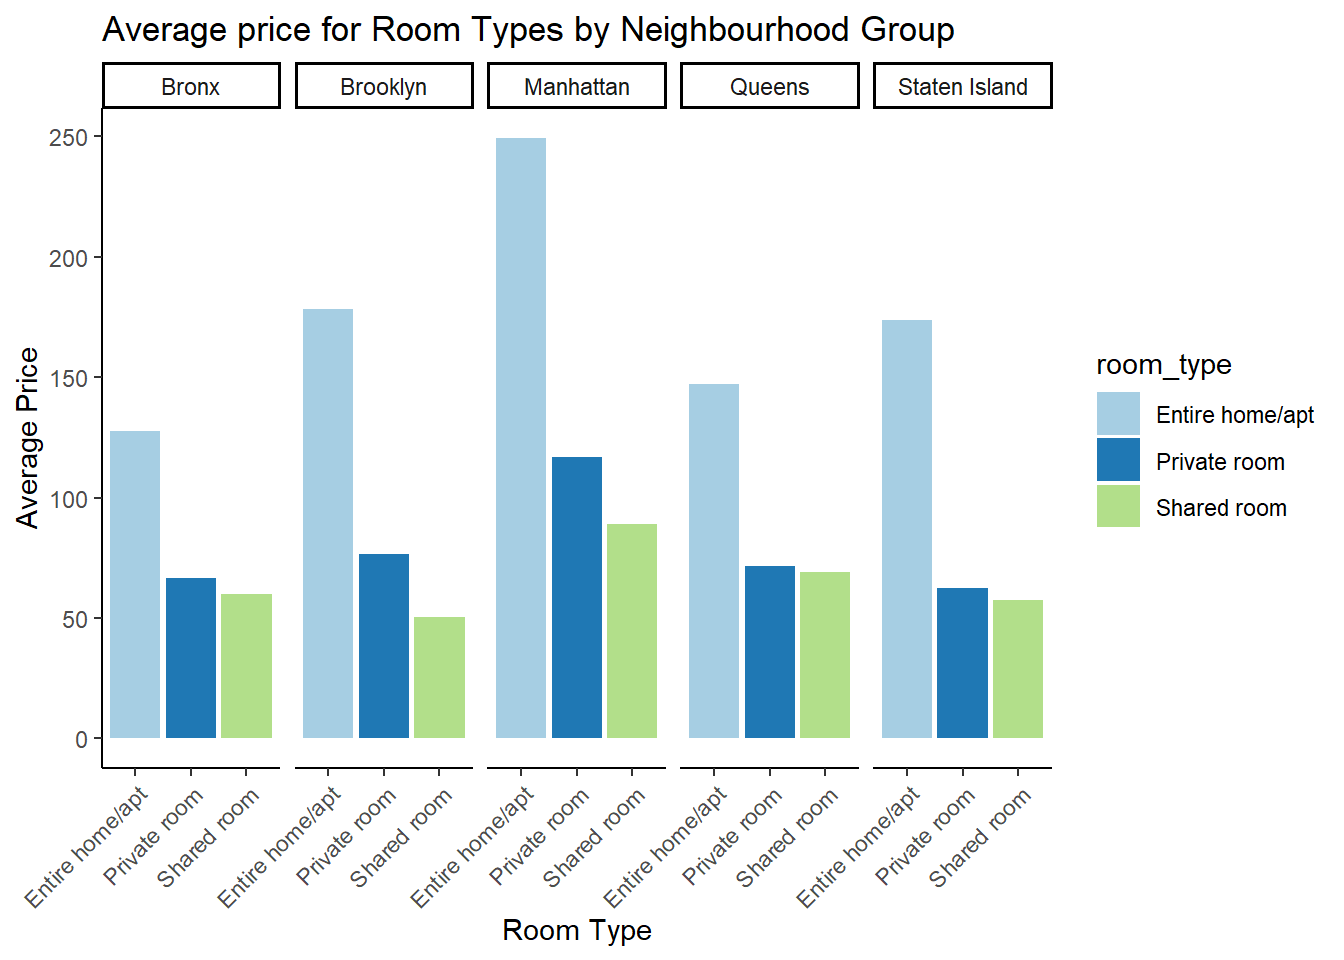 Average price for Room Types by Neighbourhood Group
Bronx
Brooklyn
Manhattan
Queens
Staten Island
250
200
150
100
50
0
Average Price
Entire home/apt
Private room
Shared room
Entire home/apt
Private room
Shared room
Entire home/apt
Private room
Shared room
Entire home/apt
Private room
Shared room
Entire home/apt
Private room
Shared room
Room Type
room_type
Entire home/apt
Private room
Shared room